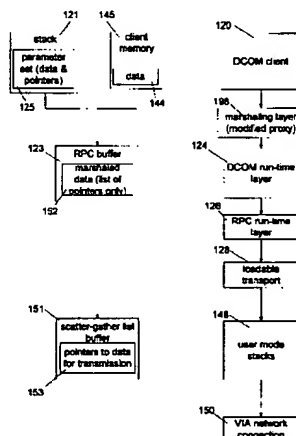 121
stack
parameter
set (data &
pointers)
125
145
client
memory
data
144
120
DCOM client
198
marshaling layer
(modified proxy)
123
RPC buffer
marshaled
data (list of
pointers only)
152
124
DCOM run-time
layer
126
RPC run-time
layer
128
loadable
transport
151
scatter-gather list
buffer
pointers to data
for transmission
153
148
user mode
stacks
150
VIA network
connection